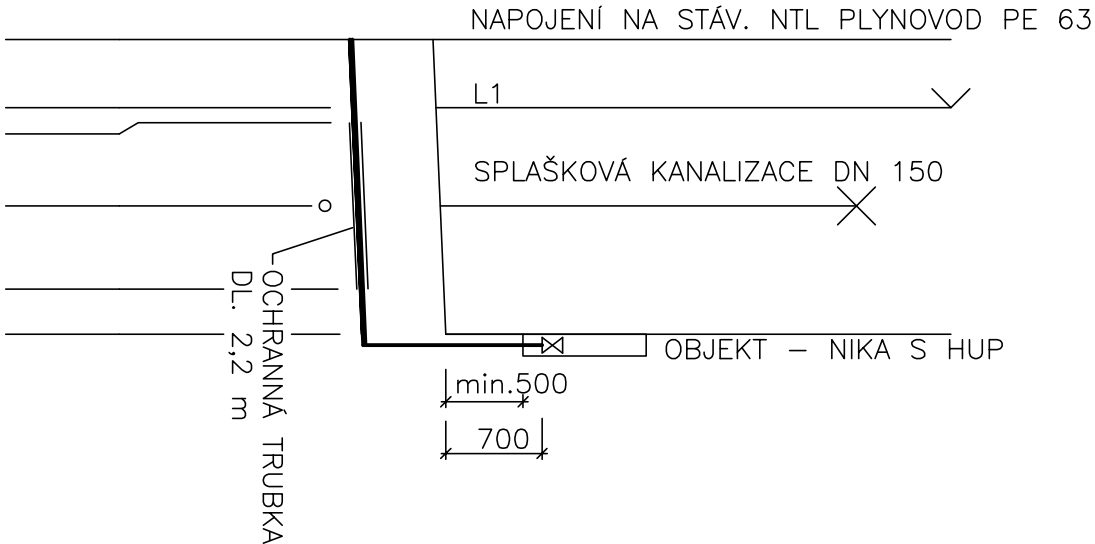 NAPOJENÍ NA STÁV. NTL PLYNOVOD PE 63
L1
SPLAŠKOVÁ KANALIZACE DN 150
OCHRANNÁ TRUBKA
DL. 2,2 m
OBJEKT – NIKA S HUP
min.500
700